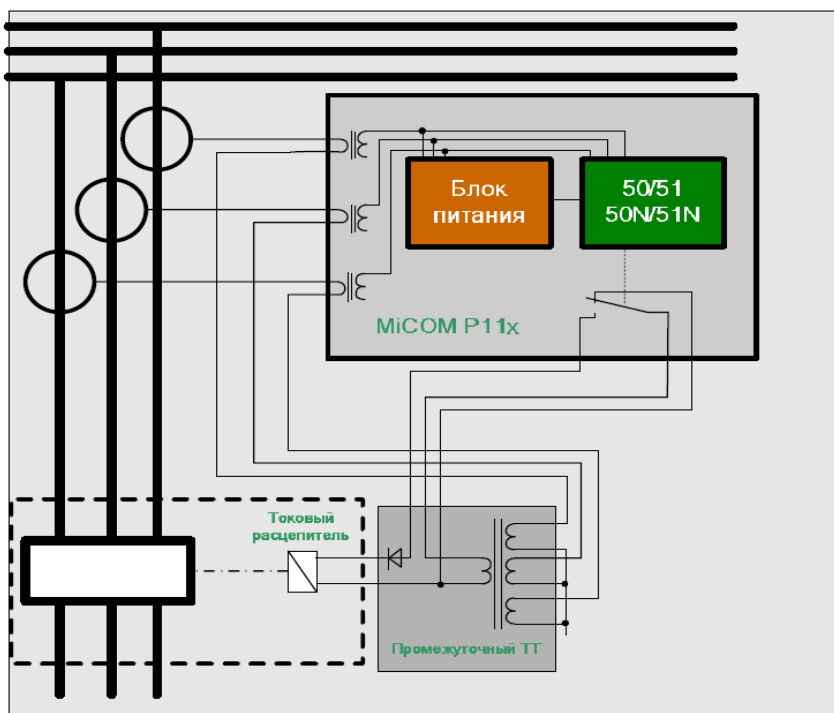 Блок
питания
50/51
50N/51N
MiCOM P11x
Токовый
расцепитель
Промежуточный ТТ